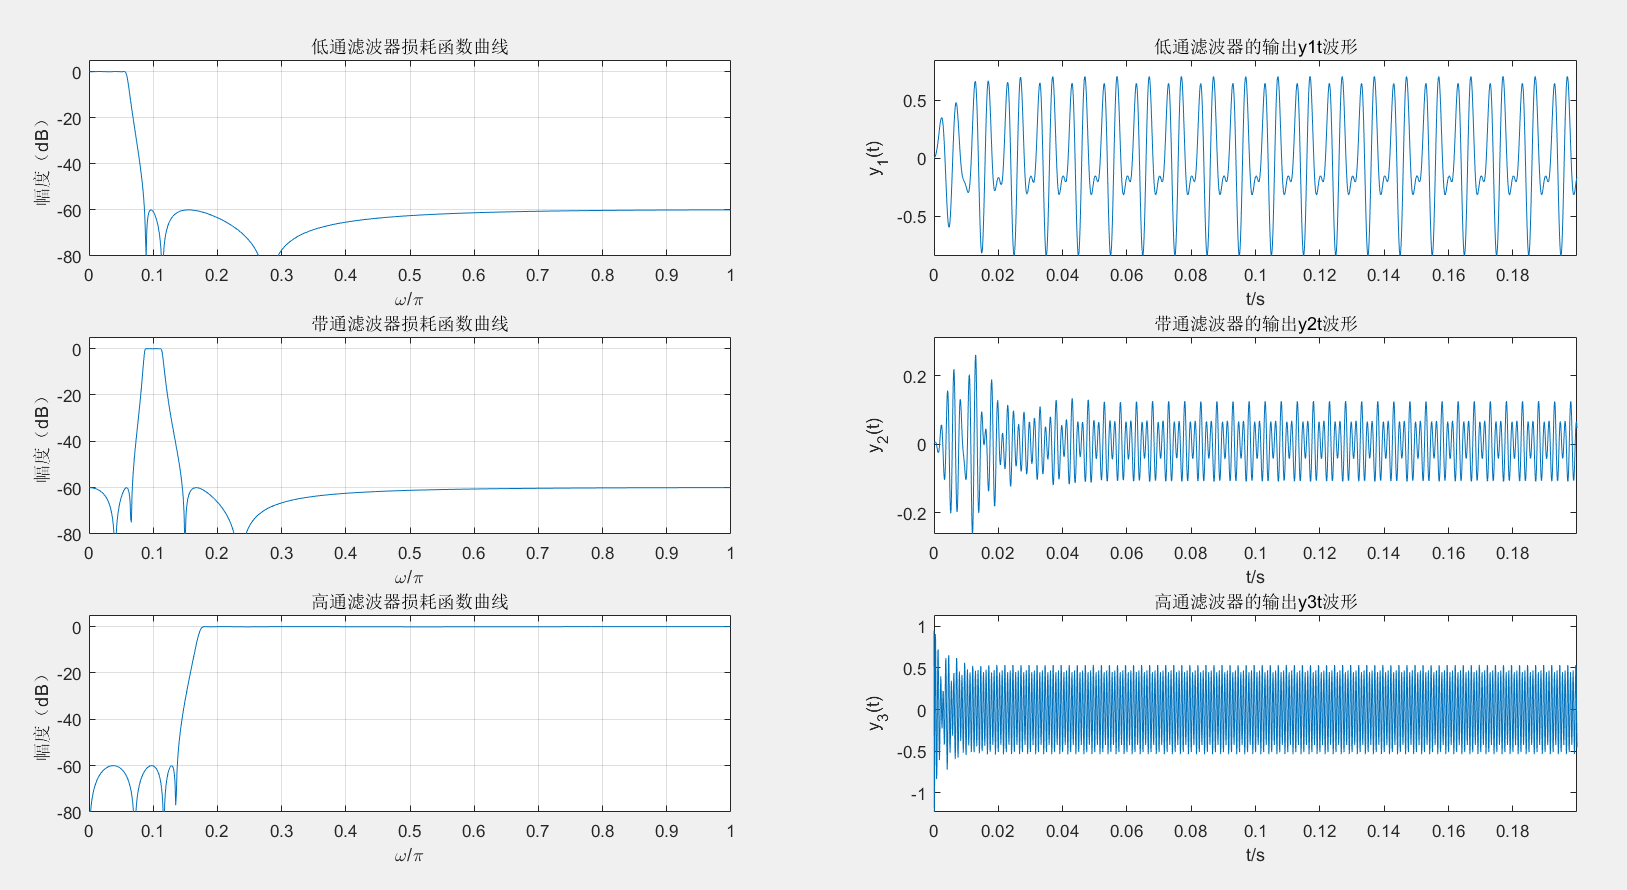 低通滤波器损耗函数曲线
幅度（dB）
0
-20
-40
-60
-80
0 0.1 0.2 0.3 0.4 0.5 0.6 0.7 0.8 0.9 1
ω/π
低通滤波器的输出y1t波形
y1(t)
0.5
0
-0.5
0 0.02 0.04 0.06 0.08 0.1 0.12 0.14 0.16 0.18
t/s
带通滤波器损耗函数曲线
幅度（dB）
0
-20
-40
-60
-80
0 0.1 0.2 0.3 0.4 0.5 0.6 0.7 0.8 0.9 1
ω/π
带通滤波器的输出y2t波形
y2(t)
0.2
0
-0.2
0 0.02 0.04 0.06 0.08 0.1 0.12 0.14 0.16 0.18
t/s
高通滤波器损耗函数曲线
幅度（dB）
0
-20
-40
-60
-80
0 0.1 0.2 0.3 0.4 0.5 0.6 0.7 0.8 0.9 1
ω/π
高通滤波器的输出y3t波形
y3(t)
1
0.5
0
-0.5
-1
0 0.02 0.04 0.06 0.08 0.1 0.12 0.14 0.16 0.18
t/s